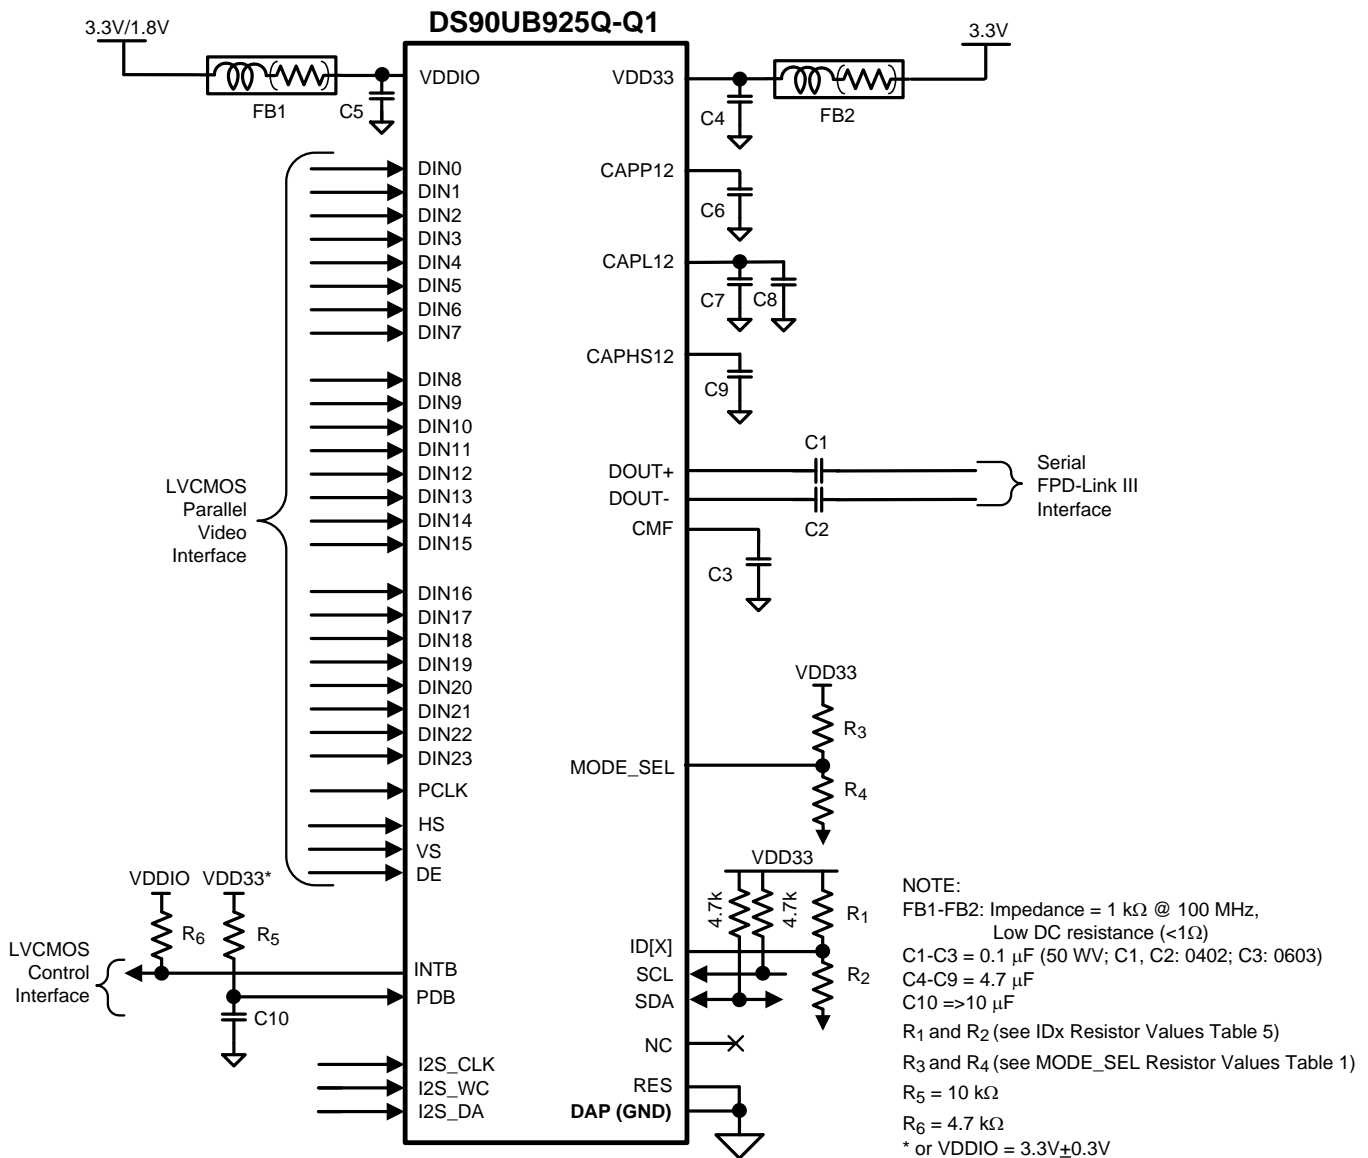 DS90UB925Q-Q1
3.3V/1.8V
3.3V
FB1
C5
VDDIO
VDD33
C4
FB2
DIN0
DIN1
DIN2
DIN3
DIN4
DIN5
DIN6
DIN7
CAPP12
C6
CAPL12
C7
C8
CAPHS12
C9
DIN8
DIN9
DIN10
DIN11
DIN12
DIN13
DIN14
DIN15
LVCMOS
Parallel
Video
Interface
C1
DOUT+
DOUT-
C2
CMF
C3
Serial
FPD-Link III
Interface
DIN16
DIN17
DIN18
DIN19
DIN20
DIN21
DIN22
DIN23
PCLK
HS
VS
DE
VDD33
R3
MODE_SEL
R4
VDDIO
VDD33*
R6
R5
LVCMOS
Control
Interface
INTB
PDB
C10
VDD33
4.7k
4.7k
R1
ID[X]
SCL
R2
SDA
NC
I2S_CLK
I2S_WC
I2S_DA
RES
DAP (GND)
NOTE:
FB1-FB2: Impedance = 1 kΩ @ 100 MHz,
Low DC resistance (<1Ω)
C1-C3 = 0.1 μF (50 WV; C1, C2: 0402; C3: 0603)
C4-C9 = 4.7 μF
C10 =>10 μF
R1 and R2 (see IDx Resistor Values Table 5)
R3 and R4 (see MODE_SEL Resistor Values Table 1)
R5 = 10 kΩ
R6 = 4.7 kΩ
* or VDDIO = 3.3V±0.3V